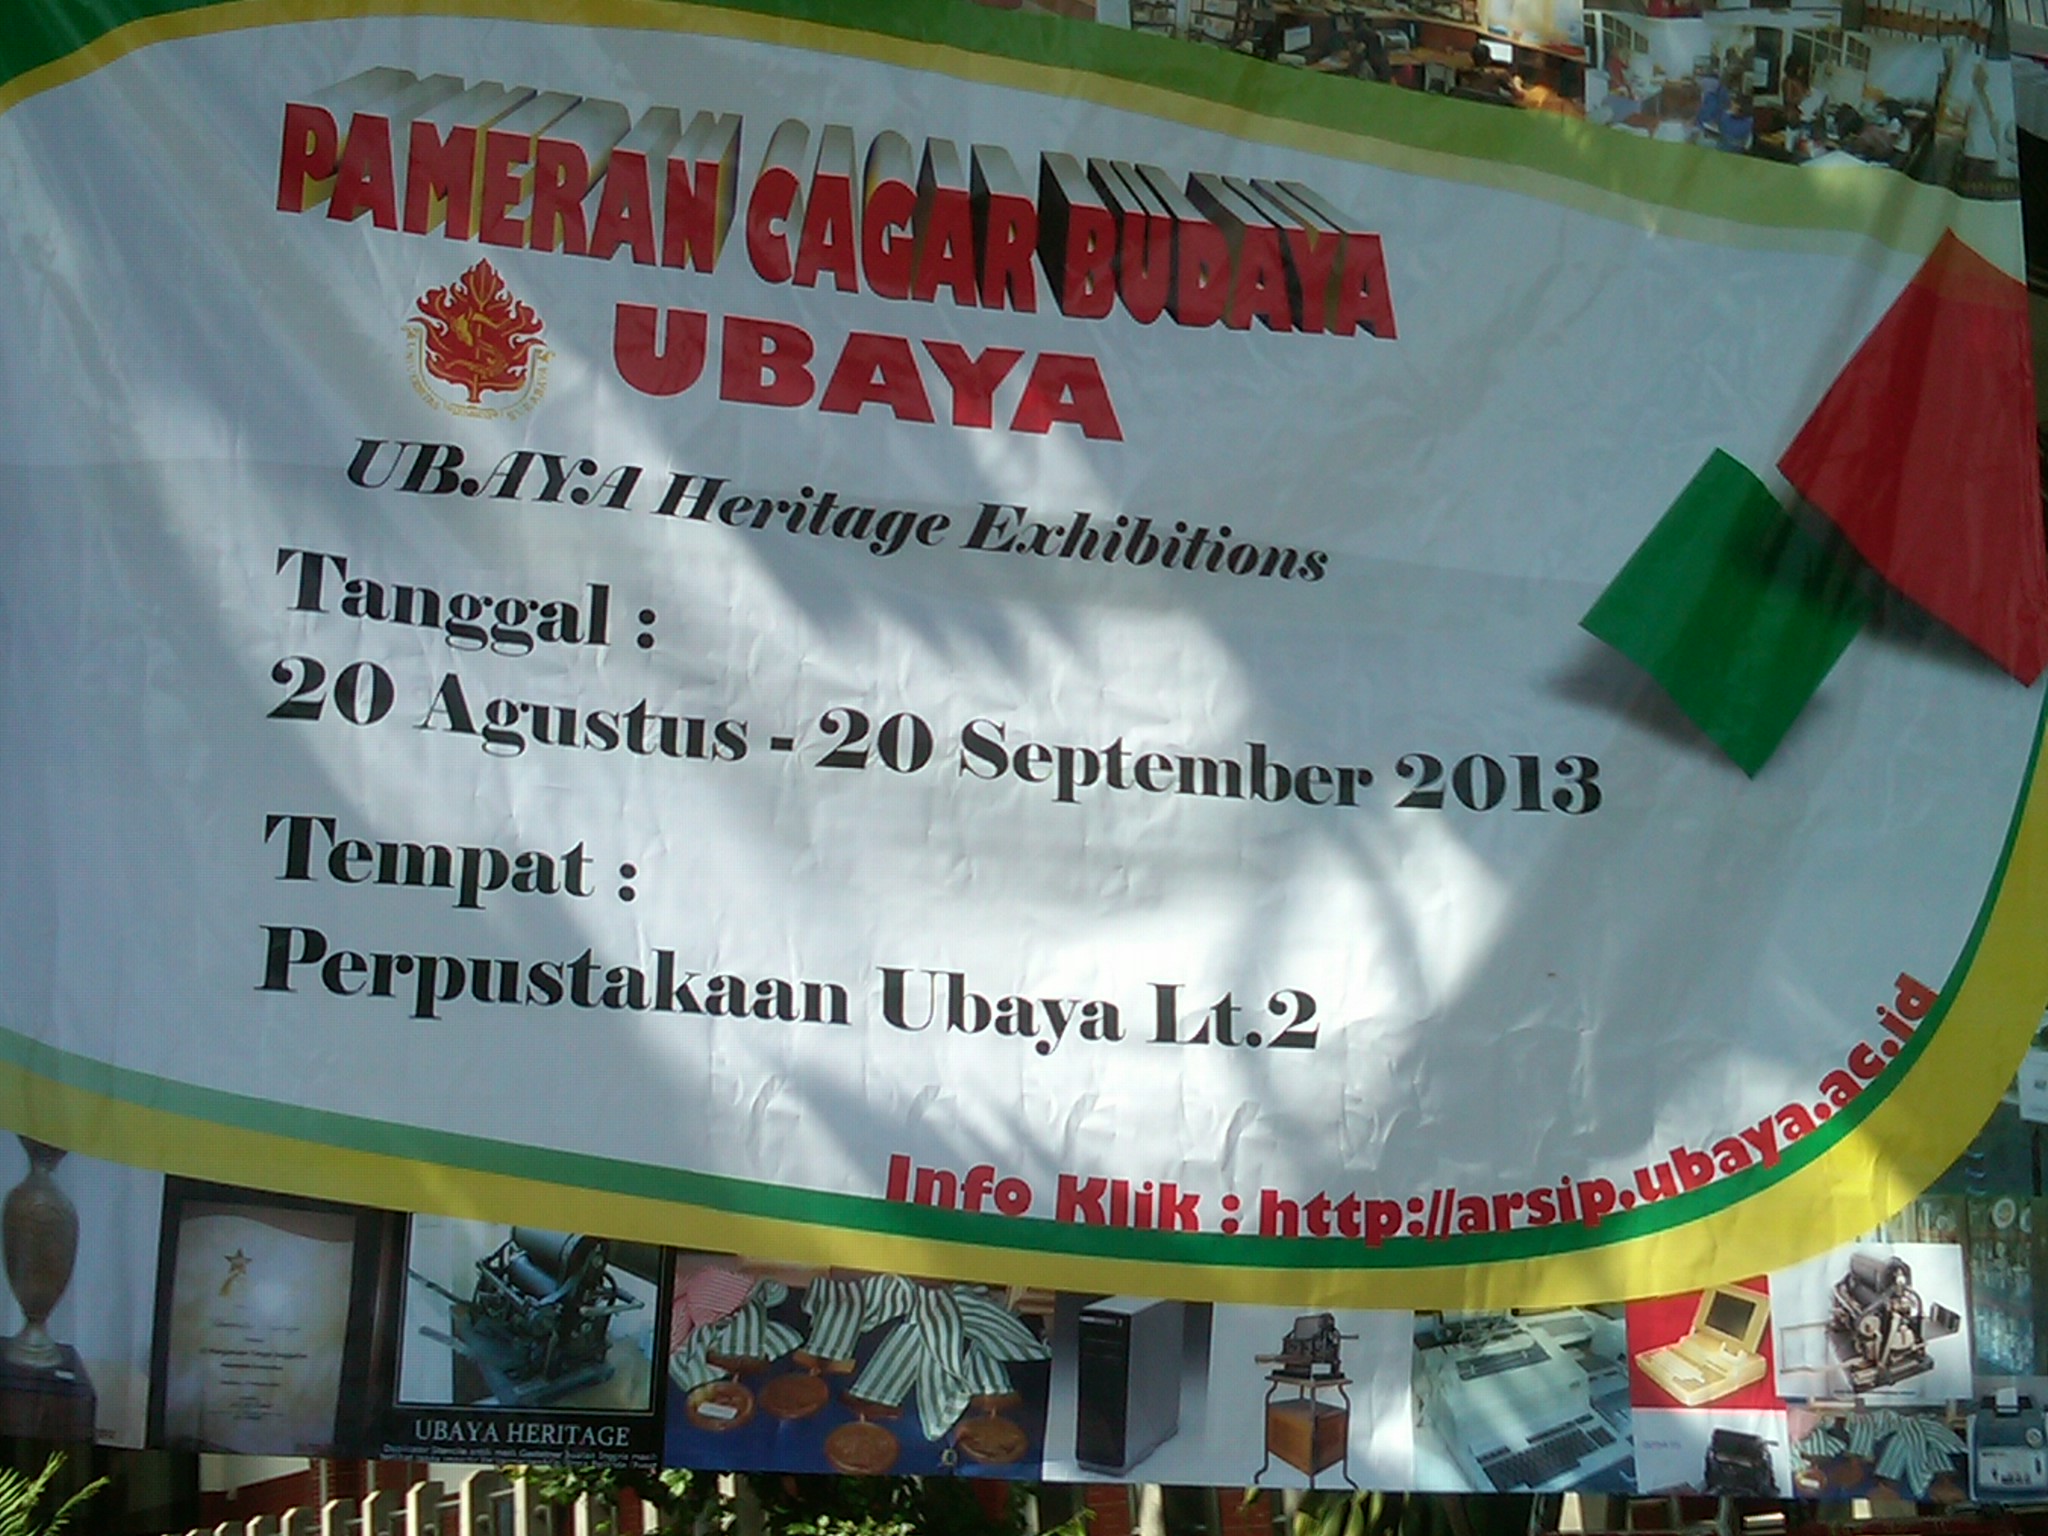 PAMERAN CAGAR BUDAYA
UBAYA
UBAYA Heritage Exhibitions
Tanggal :
20 Agustus - 20 September 2013
Tempat :
Perpustakaan Ubaya Lt.2
Info Klik : http://arsip.ubaya.ac.id
UBAYA HERITAGE